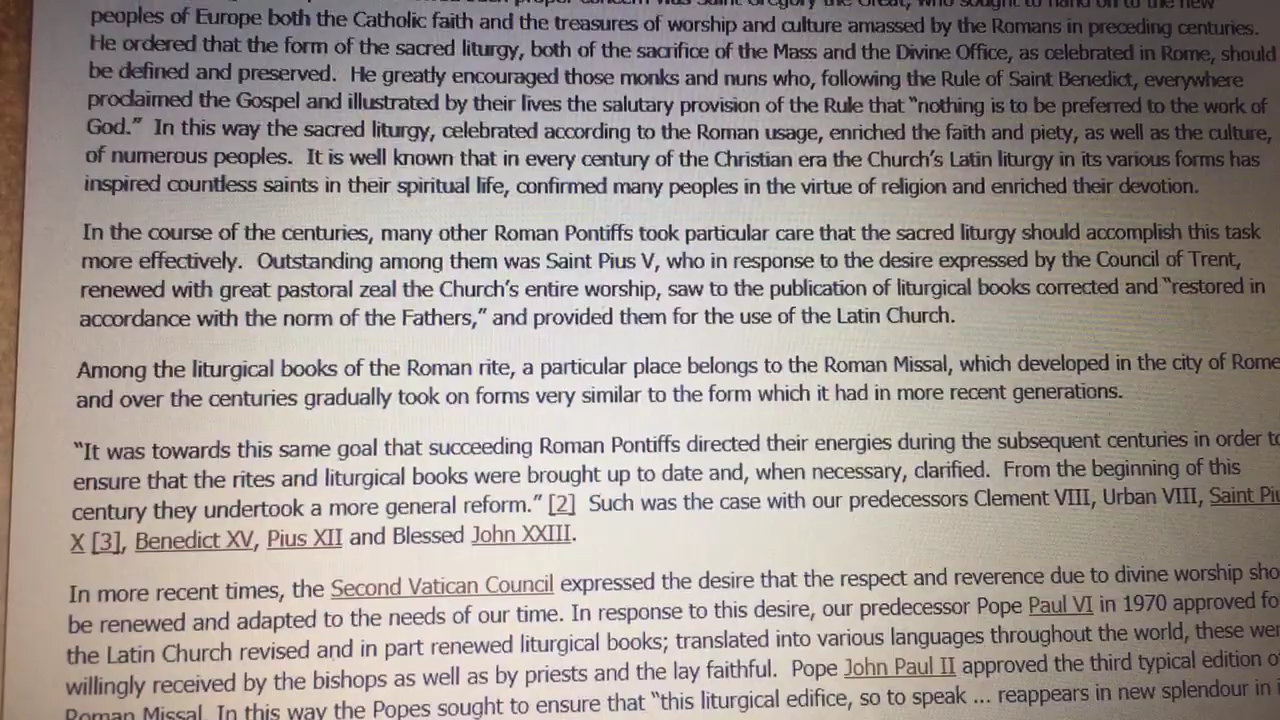 proper concern was Saint Gregory the Great, who sought to hand on to the new
peoples of Europe both the Catholic faith and the treasures of worship and culture amassed by the Romans in preceding centuries.
He ordered that the form of the sacred liturgy, both of the sacrifice of the Mass and the Divine Office, as celebrated in Rome, should
be defined and preserved. He greatly encouraged those monks and nuns who, following the Rule of Saint Benedict, everywhere
proclaimed the Gospel and illustrated by their lives the salutary provision of the Rule that “nothing is to be preferred to the work of
God.” In this way the sacred liturgy, celebrated according to the Roman usage, enriched the faith and piety, as well as the culture,
of numerous peoples. It is well known that in every century of the Christian era the Church’s Latin liturgy in its various forms has
inspired countless saints in their spiritual life, confirmed many peoples in the virtue of religion and enriched their devotion.
In the course of the centuries, many other Roman Pontiffs took particular care that the sacred liturgy should accomplish this task
more effectively. Outstanding among them was Saint Pius V, who in response to the desire expressed by the Council of Trent,
renewed with great pastoral zeal the Church’s entire worship, saw to the publication of liturgical books corrected and “restored in
accordance with the norm of the Fathers,” and provided them for the use of the Latin Church.
Among the liturgical books of the Roman rite, a particular place belongs to the Roman Missal, which developed in the city of Rome
and over the centuries gradually took on forms very similar to the form which it had in more recent generations.
“It was towards this same goal that succeeding Roman Pontiffs directed their energies during the subsequent centuries in order to
ensure that the rites and liturgical books were brought up to date and, when necessary, clarified. From the beginning of this
century they undertook a more general reform.” [2] Such was the case with our predecessors Clement VIII, Urban VIII, Saint Pi
X [3], Benedict XV, Pius XII and Blessed John XXIII.
In more recent times, the Second Vatican Council expressed the desire that the respect and reverence due to divine worship sho
be renewed and adapted to the needs of our time. In response to this desire, our predecessor Pope Paul VI in 1970 approved fo
the Latin Church revised and in part renewed liturgical books; translated into various languages throughout the world, these wer
willingly received by the bishops as well as by priests and the lay faithful. Pope John Paul II approved the third typical edition o
Roman Missal. In this way the Popes sought to ensure that “this liturgical edifice, so to speak ... reappears in new splendour in i